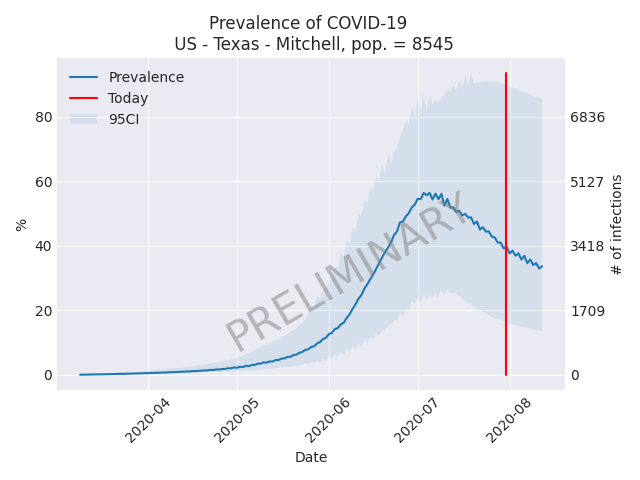 Prevalence of COVID-19
US - Texas - Mitchell, pop. = 8545
Prevalence
Today
95CI
80
60
40
20
0
%
6836
5127
3418
1709
0
# of infections
PRELIMINARY
2020-04
2020-05
2020-06
2020-07
2020-08
Date